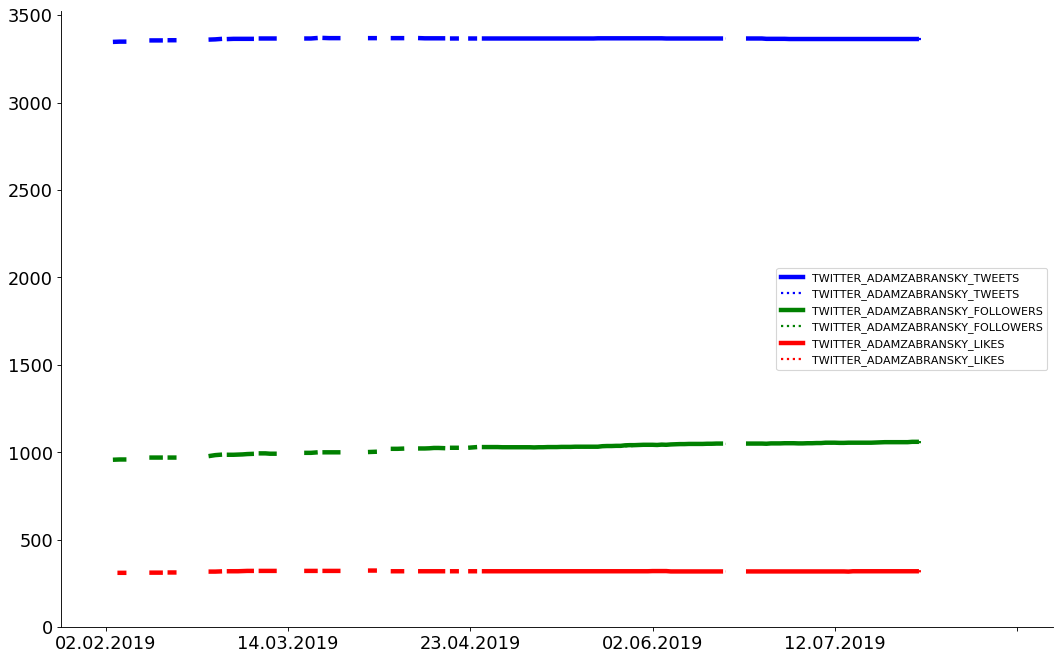 3500
3000
2500
2000
1500
1000
500
0
TWITTER_ADAMZABRANSKY_TWEETS
TWITTER_ADAMZABRANSKY_TWEETS
TWITTER_ADAMZABRANSKY_FOLLOWERS
TWITTER_ADAMZABRANSKY_FOLLOWERS
TWITTER_ADAMZABRANSKY_LIKES
TWITTER_ADAMZABRANSKY_LIKES
02.02.2019 14.03.2019 23.04.2019 02.06.2019 12.07.2019